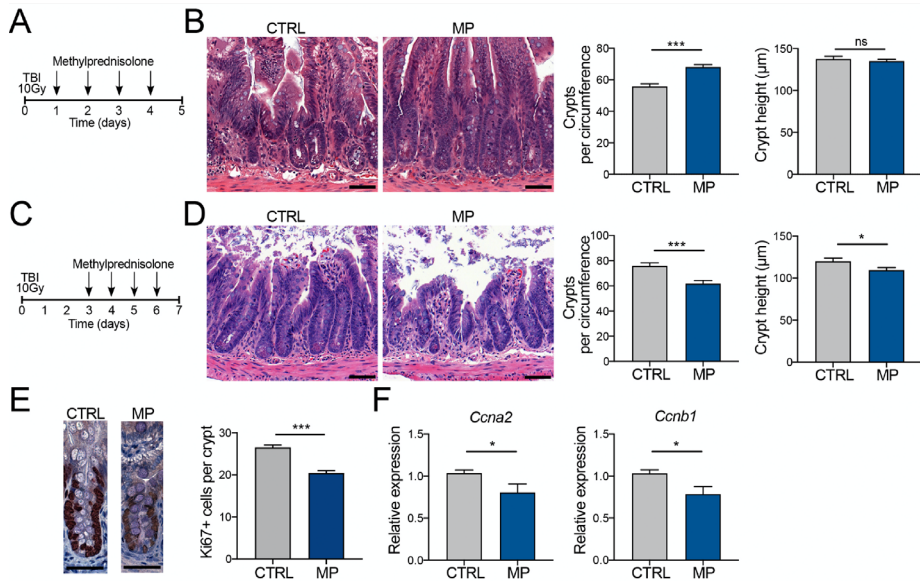 A
Methylprednisolone
TBI
10Gy
0 1 2 3 4 5
Time (days)
B
CTRL MP
Crypts
per circumference
80
60
40
20
0
CTRL MP
***
Crypt height (µm)
150
100
50
0
CTRL MP
ns
C
Methylprednisolone
TBI
10Gy
0 1 2 3 4 5 6 7
Time (days)
D
CTRL MP
Crypts
per circumference
100
80
60
40
20
0
CTRL MP
***
Crypt height (µm)
150
100
50
0
CTRL MP
*
E
CTRL MP
Ki67+ cells per crypt
30
20
10
0
CTRL MP
***
F
Ccna2
Relative expression
1.5
1.0
0.5
0.0
CTRL MP
*
Ccnb1
Relative expression
1.5
1.0
0.5
0.0
CTRL MP
*